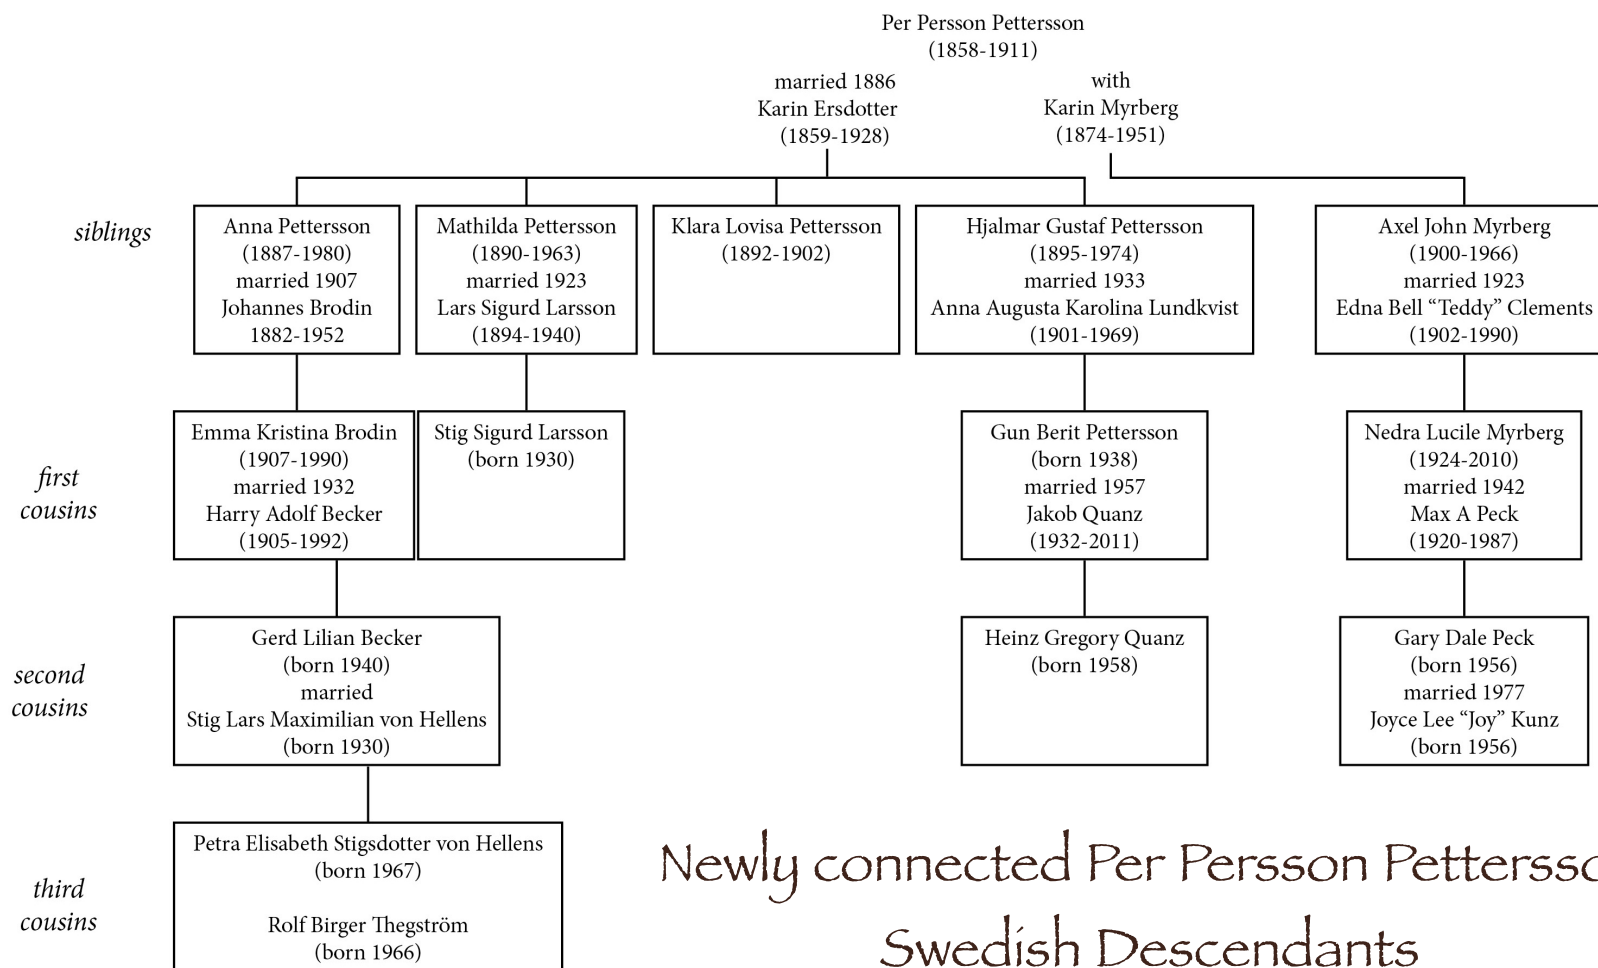 Per Persson Pettersson
(1858-1911)
married 1886
Karin Ersdotter
(1859-1928)
with
Karin Myrberg
(1874-1951)
siblings
Anna Pettersson
(1887-1980)
married 1907
Johannes Brodin
1882-1952
Mathilda Pettersson
(1890-1963)
married 1923
Lars Sigurd Larsson
(1894-1940)
Klara Lovisa Pettersson
(1892-1902)
Hjalmar Gustaf Pettersson
(1895-1974)
married 1933
Anna Augusta Karolina Lundkvist
(1901-1969)
Axel John Myrberg
(1900-1966)
married 1923
Edna Bell “Teddy” Clements
(1902-1990)
first
cousins
Emma Kristina Brodin
(1907-1990)
married 1932
Harry Adolf Becker
(1905-1992)
Stig Sigurd Larsson
(born 1930)
Gun Berit Pettersson
(born 1938)
married 1957
Jakob Quanz
(1932-2011)
Nedra Lucile Myrberg
(1924-2010)
married 1942
Max A Peck
(1920-1987)
second
cousins
Gerd Lilian Becker
(born 1940)
married
Stig Lars Maximilian von Hellens
(born 1930)
Heinz Gregory Quanz
(born 1958)
Gary Dale Peck
(born 1956)
married 1977
Joyce Lee “Joy” Kunz
(born 1956)
third
cousins
Petra Elisabeth Stigsdotter von Hellens
(born 1967)
Rolf Birger Thegström
(born 1966)
Newly connected Per Persson Petterssc
Swedish Descendants